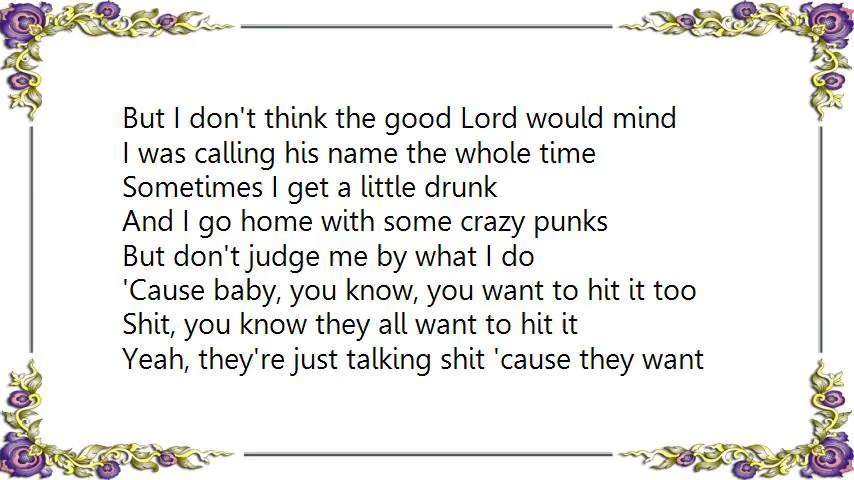 But I don't think the good Lord would mind
I was calling his name the whole time
Sometimes I get a little drunk
And I go home with some crazy punks
But don't judge me by what I do
'Cause baby, you know, you want to hit it too
Shit, you know they all want to hit it
Yeah, they're just talking shit 'cause they want